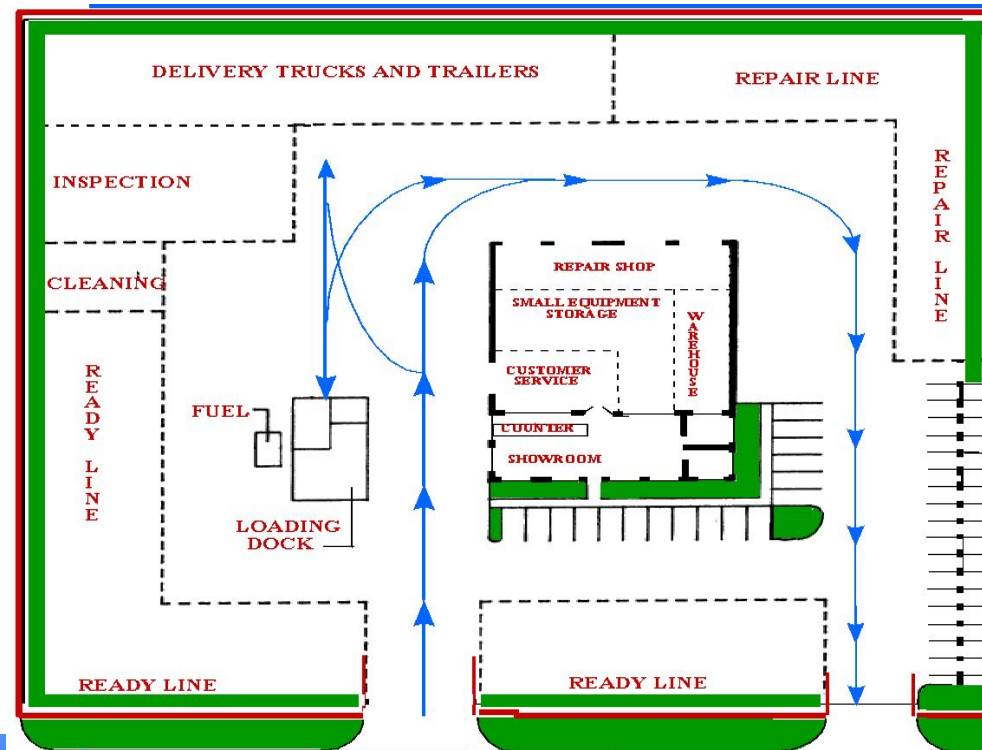 DELIVERY TRUCKS AND TRAILERS
REPAIR LINE
REPAIR LINE
INSPECTION
CLEANING
READY LINE
FUEL
LOADING
DOCK
REPAIR SHOP
SMALL EQUIPMENT
STORAGE
WAREHOUSE
CUSTOMER
SERVICE
COUNTER
SHOWROOM
READY LINE
READY LINE